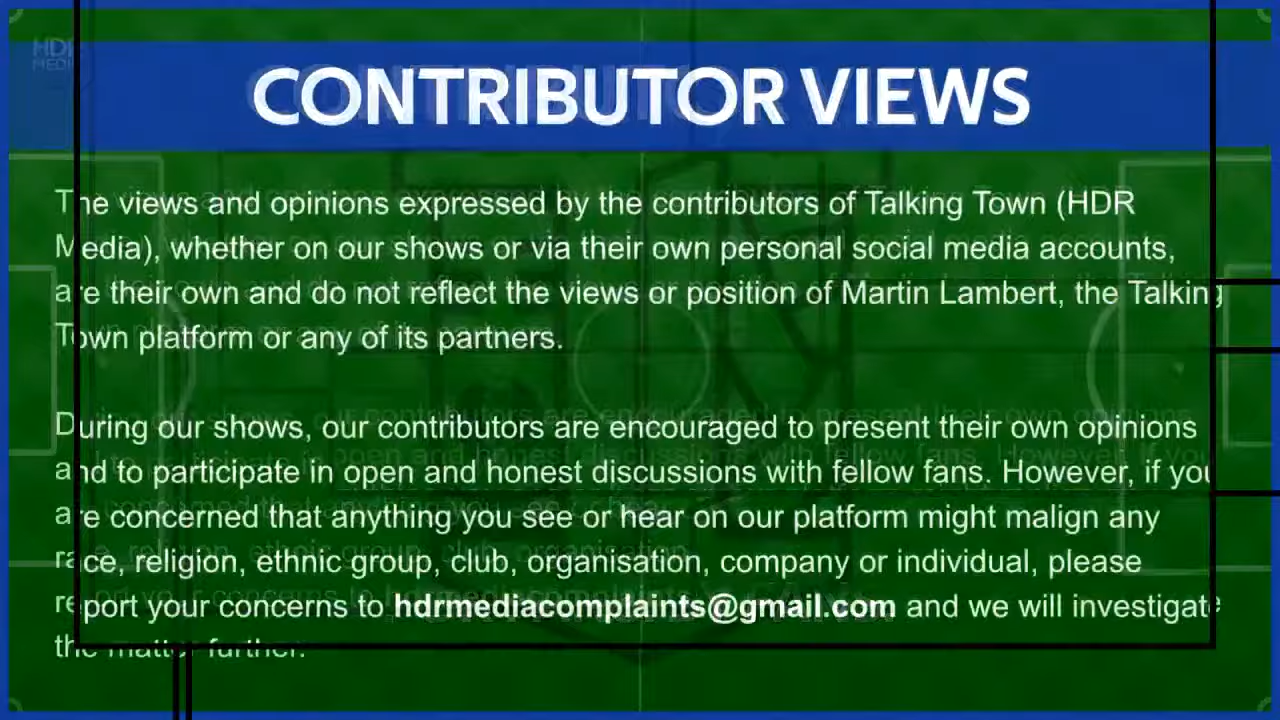 HDR
MEDIA
CONTRIBUTOR VIEWS
The views and opinions expressed by the contributors of Talking Town (HDR
Media), whether on our shows or via their own personal social media accounts,
are their own and do not reflect the views or position of Martin Lambert, the Talking
Town platform or any of its partners.
During our shows, our contributors are encouraged to present their own opinions
and to participate in open and honest discussions with fellow fans. However, if you
are concerned that anything you see or hear on our platform might malign any
race, religion, ethnic group, club, organisation, company or individual, please
report your concerns to hdrmediacomplaints@gmail.com and we will investigate
the matter further.